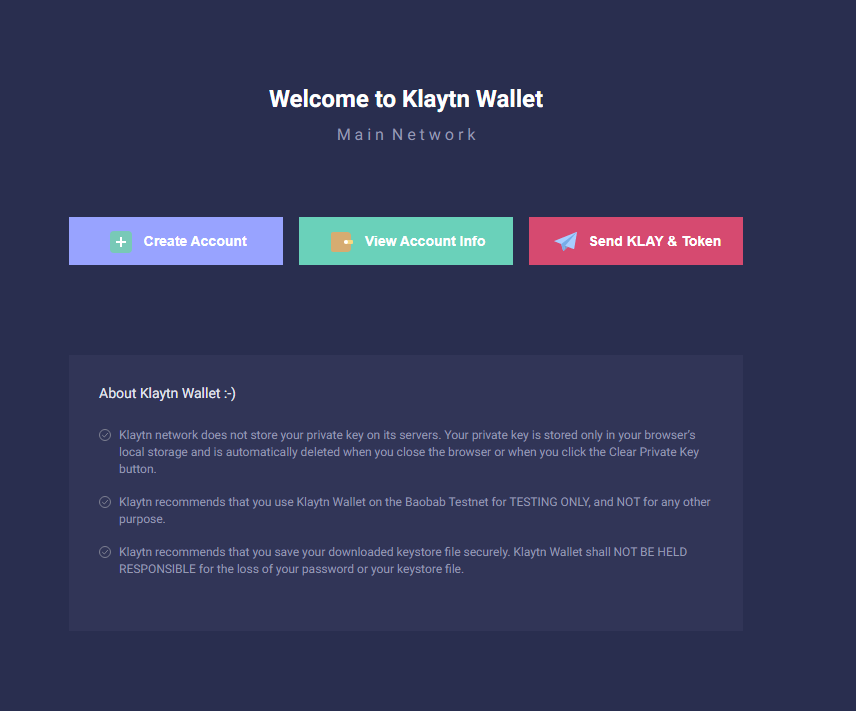 Welcome to Klaytn Wallet
Main Network
Create Account
View Account Info
Send KLAY & Token
About Klaytn Wallet :-)
Klaytn network does not store your private key on its servers. Your private key is stored only in your browser's
local storage and is automatically deleted when you close the browser or when you click the Clear Private Key
button.
Klaytn recommends that you use Klaytn Wallet on the Baobab Testnet for TESTING ONLY, and NOT for any other
purpose.
Klaytn recommends that you save your downloaded keystore file securely. Klaytn Wallet shall NOT BE HELD
RESPONSIBLE for the loss of your password or your keystore file.